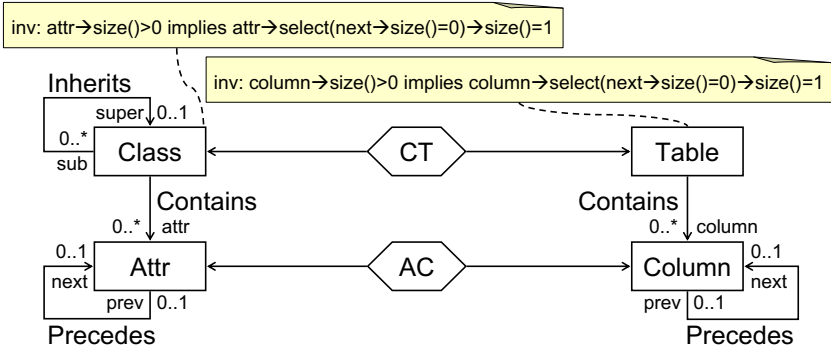 inv: attr→size()>0 implies attr→select(next→size()=0)→size()=1
inv: column→size()>0 implies column→select(next→size()=0)→size()=1
Inherits
super 0..1
0..*
sub
Class
CT
Table
Contains
0..* attr
Contains
0..* column
0..1
next
Attr
AC
Column
0..1
next
prev 0..1
prev 0..1
Precedes
Precedes